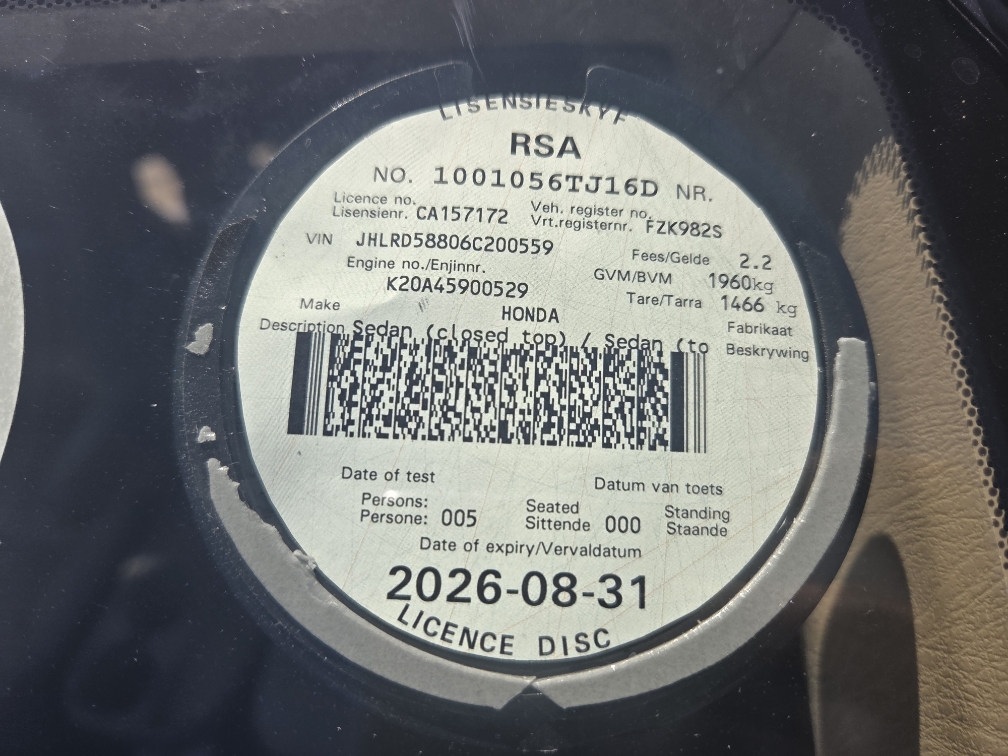 LISENSIESKYF
RSA
NO. 1001056TJ16D NR.
Licence no. Veh. register no.
Lisensienr. CA157172 Vrt.registernr. FZK982S
VIN JHLRD58806C200559 Fees/Gelde 2.2
Engine no./Enjinnr. GVM/BVM 1960kg
K20A45900529 Tare/Tarra 1466 kg
Make HONDA Fabrikaat
Description Sedan (closed top) / Sedan (to Beskrywing
Date of test Datum van toets
Persons: Seated Standing
Persone: 005 Sittende 000 Staande
Date of expiry/Vervaldatum
2026-08-31
LICENCE DISC